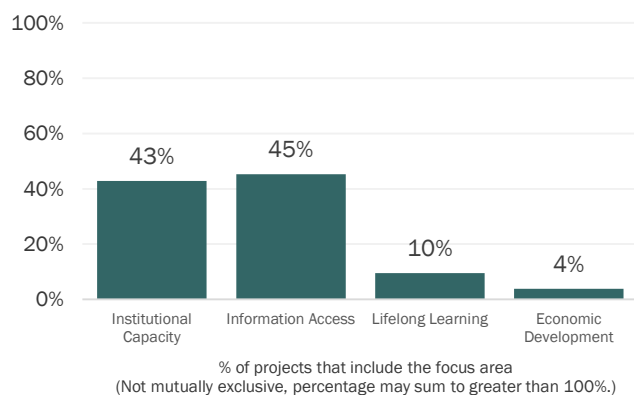 100%
80%
60%
40%
20%
0%
43%
45%
10%
4%
Institutional
Capacity
Information Access
Lifelong Learning
Economic
Development
% of projects that include the focus area
(Not mutually exclusive, percentage may sum to greater than 100%.)